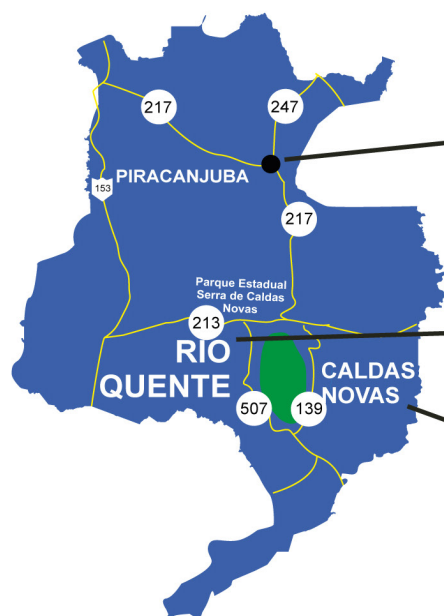 217
247
PIRACANJUBA
153
217
Parque Estadual
Serra de Caldas
Novas
213
RIO
QUENTE
CALDAS
NOVAS
507
139